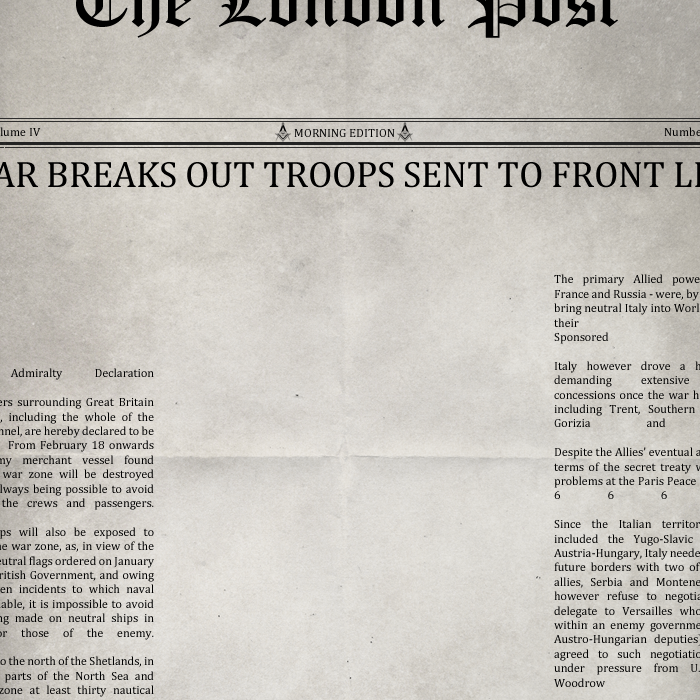 The London Post
lume IV
MORNING EDITION
Numbe
AR BREAKS OUT TROOPS SENT TO FRONT LI
Admiralty Declaration
ers surrounding Great Britain
, including the whole of the
nnel, are hereby declared to be
From February 18 onwards
my merchant vessel found
war zone will be destroyed
lways being possible to avoid
the crews and passengers.
ps will also be exposed to
he war zone, as, in view of the
eutral flags ordered on January
ritish Government, and owing
en incidents to which naval
able, it is impossible to avoid
ng made on neutral ships in
or those of the enemy.
o the north of the Shetlands, in
parts of the North Sea and
zone at least thirty nautical
The primary Allied powe
France and Russia - were, by
bring neutral Italy into Worl
their
Sponsored
Italy however drove a h
demanding extensive
concessions once the war h
including Trent, Southern
Gorizia and
Despite the Allies' eventual a
terms of the secret treaty w
problems at the Paris Peace
6 6 6
Since the Italian territor
included the Yugo-Slavic
Austria-Hungary, Italy neede
future borders with two of
allies, Serbia and Montene
however refuse to negotia
delegate to Versailles who
within an enemy governme
Austro-Hungarian deputies
agreed to such negotiatio
under pressure from U.
Woodrow